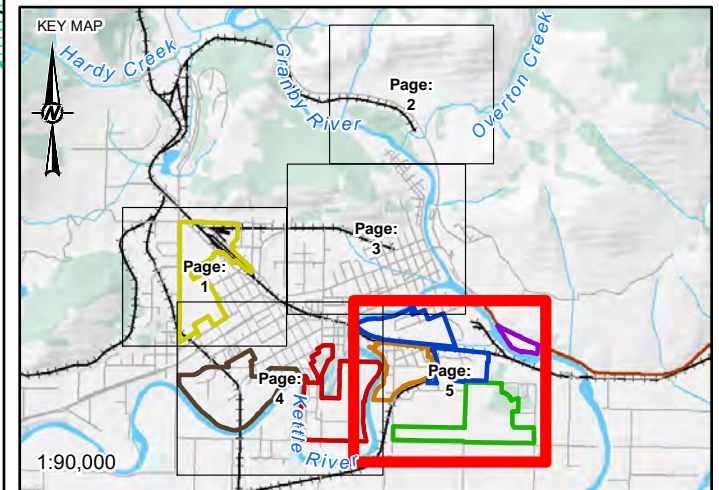 KEY MAP
Hardy Creek
N
Granby River
Overton Creek
Page:
2
Page:
3
Page:
1
Page:
4
Page:
5
Kettle River
1:90,000